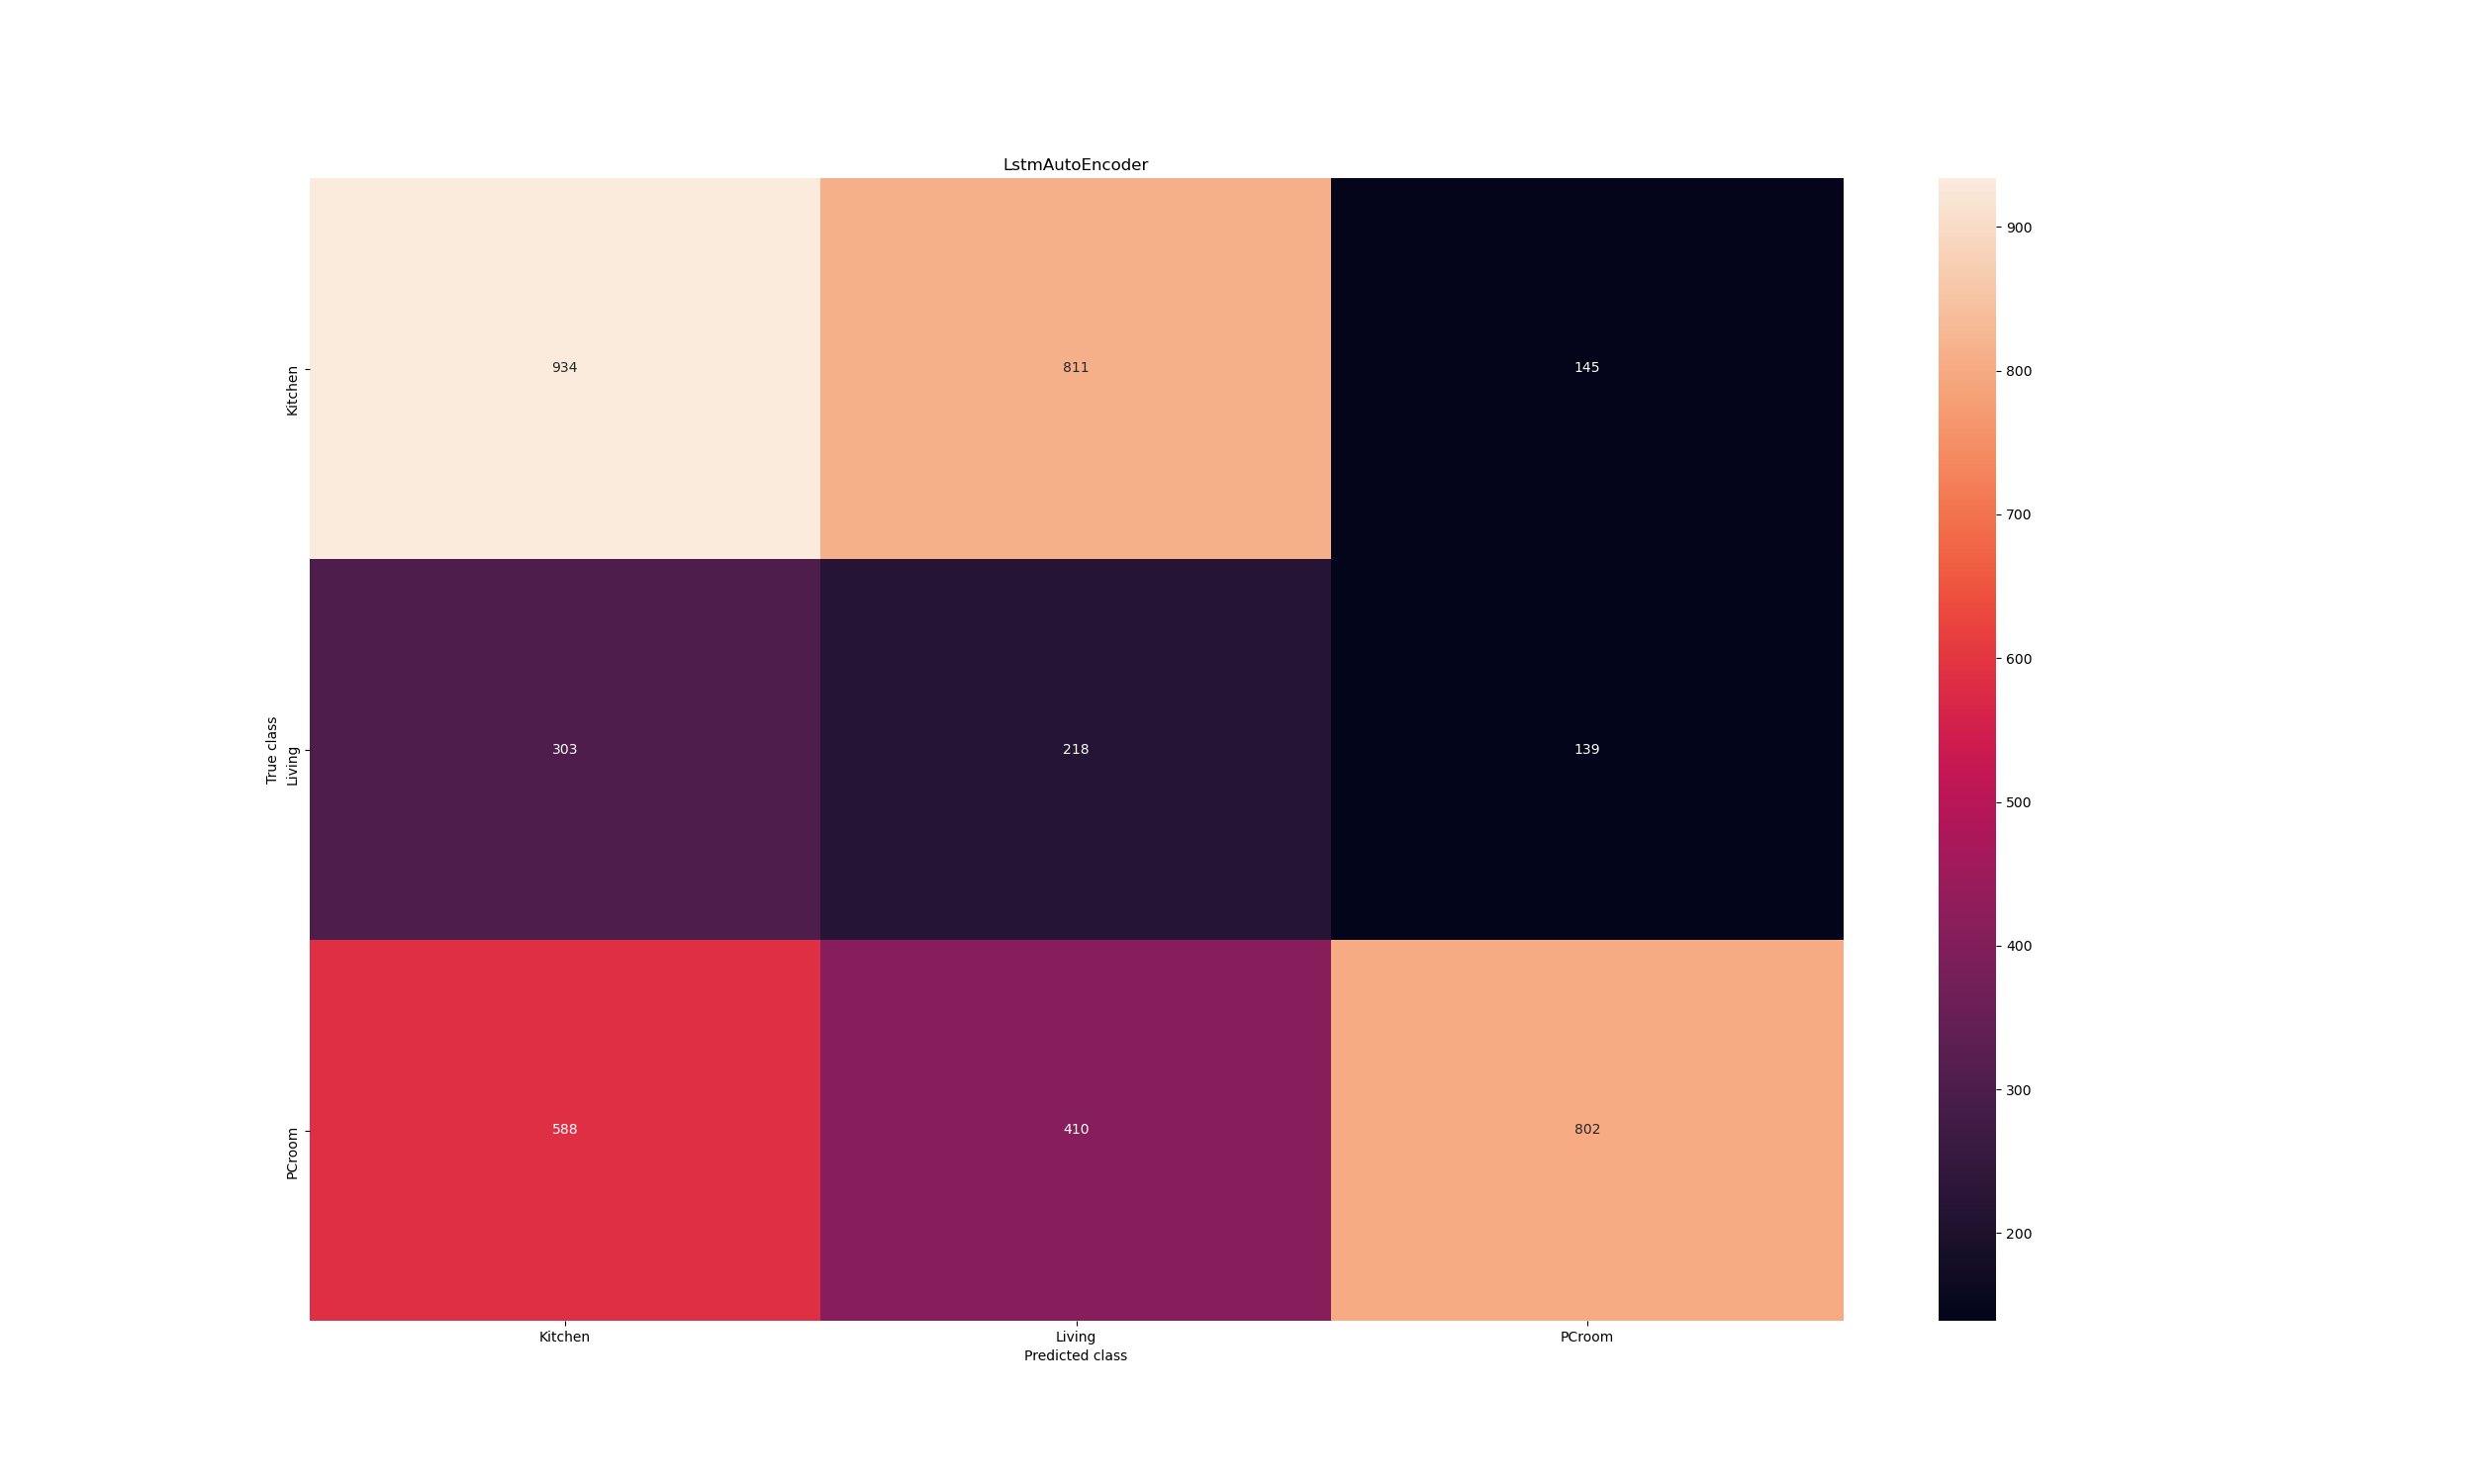 LstmAutoEncoder
Kitchen
934
811
145
900
800
700
True class
Living
303
218
139
600
500
400
PCroom
588
410
802
300
200
Kitchen
Living
PCroom
Predicted class